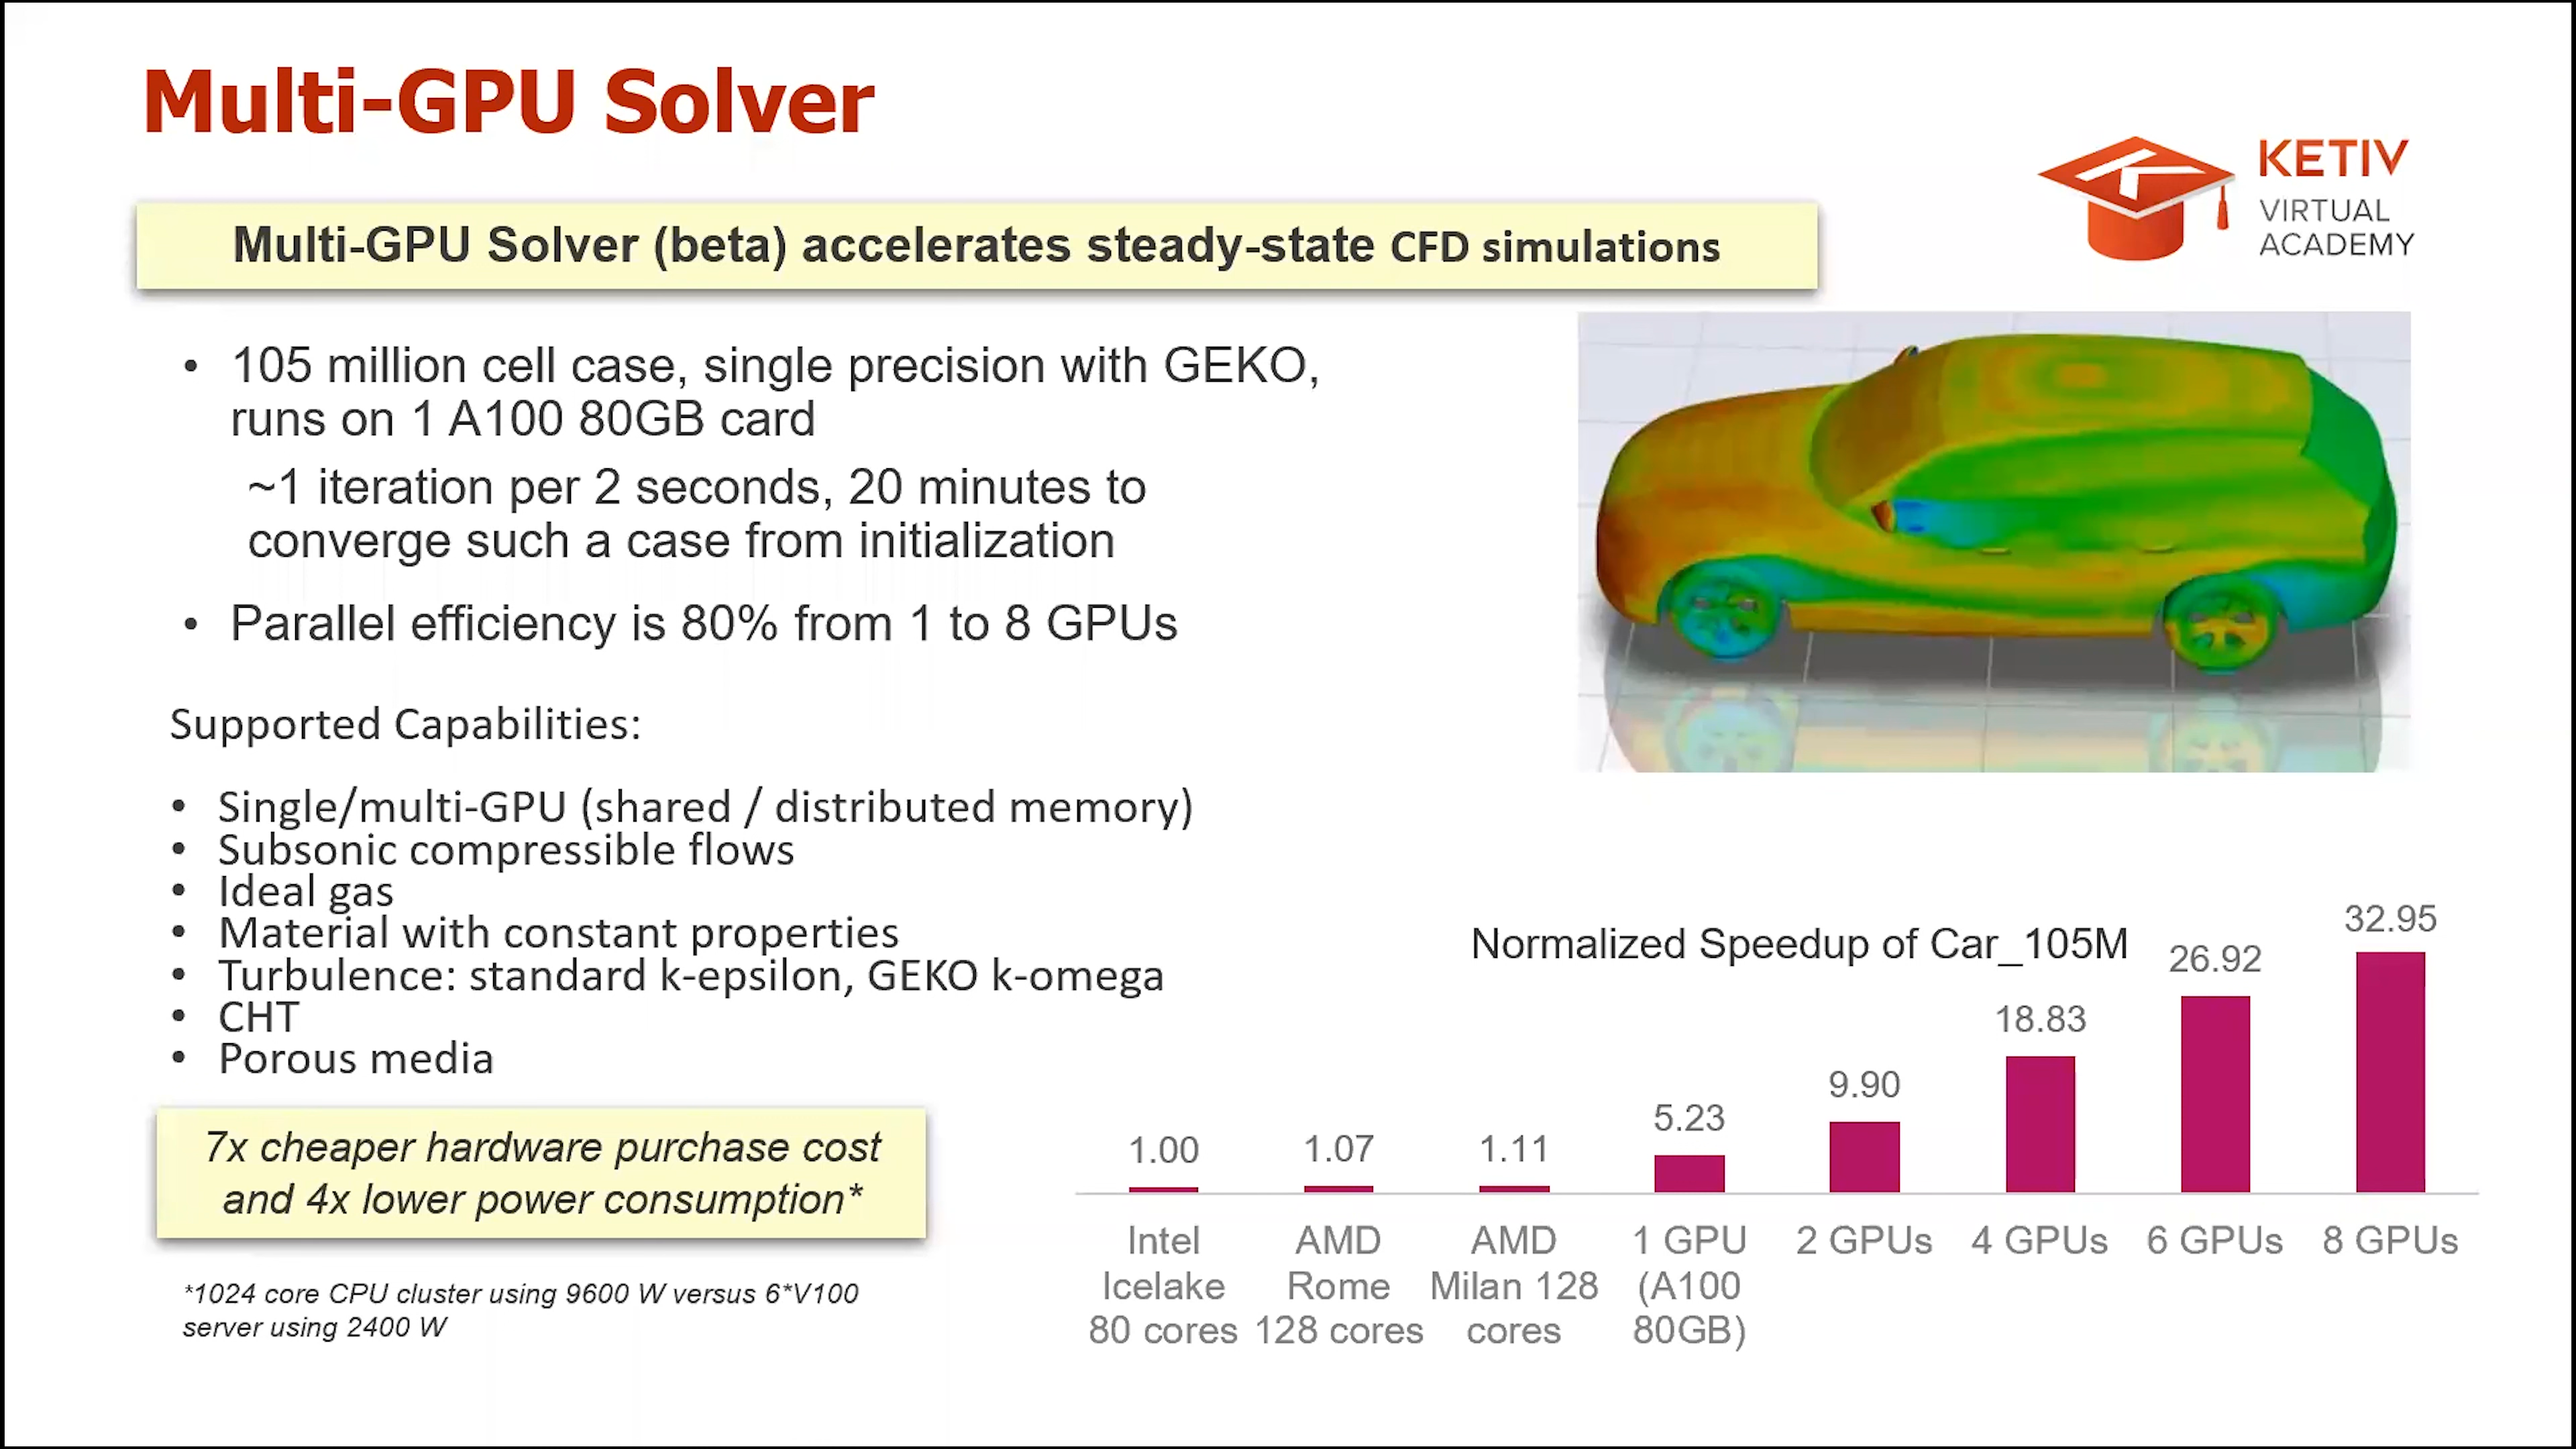 Multi-GPU Solver
KETIV
VIRTUAL
ACADEMY
Multi-GPU Solver (beta) accelerates steady-state CFD simulations
• 105 million cell case, single precision with GEKO,
runs on 1 A100 80GB card
~1 iteration per 2 seconds, 20 minutes to
converge such a case from initialization
• Parallel efficiency is 80% from 1 to 8 GPUs
Supported Capabilities:
• Single/multi-GPU (shared / distributed memory)
• Subsonic compressible flows
• Ideal gas
• Material with constant properties
• Turbulence: standard k-epsilon, GEKO k-omega
• CHT
• Porous media
7x cheaper hardware purchase cost
and 4x lower power consumption*
*1024 core CPU cluster using 9600 W versus 6*V100
server using 2400 W
Normalized Speedup of Car_105M
1.00
1.07
1.11
5.23
9.90
18.83
26.92
32.95
Intel
Icelake
80 cores
AMD
Rome
128 cores
AMD
Milan 128
cores
1 GPU
(A100
80GB)
2 GPUs
4 GPUs
6 GPUs
8 GPUs